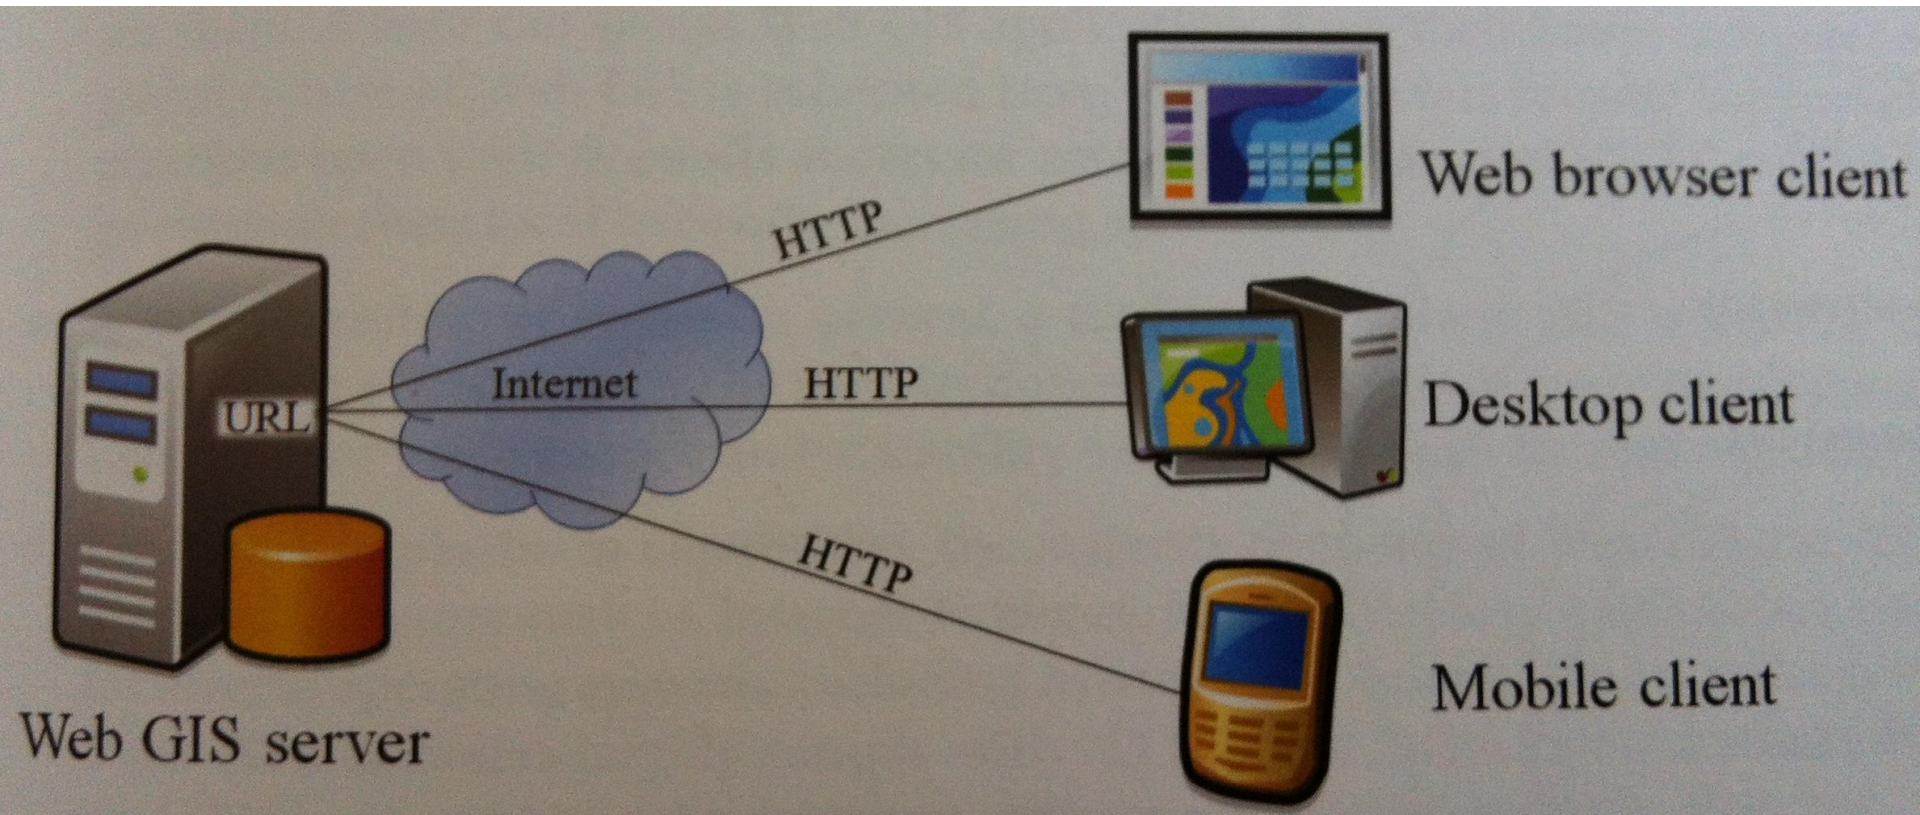 HTTP
Web browser client
URL
Internet
HTTP
Desktop client
HTTP
Mobile client
Web GIS server